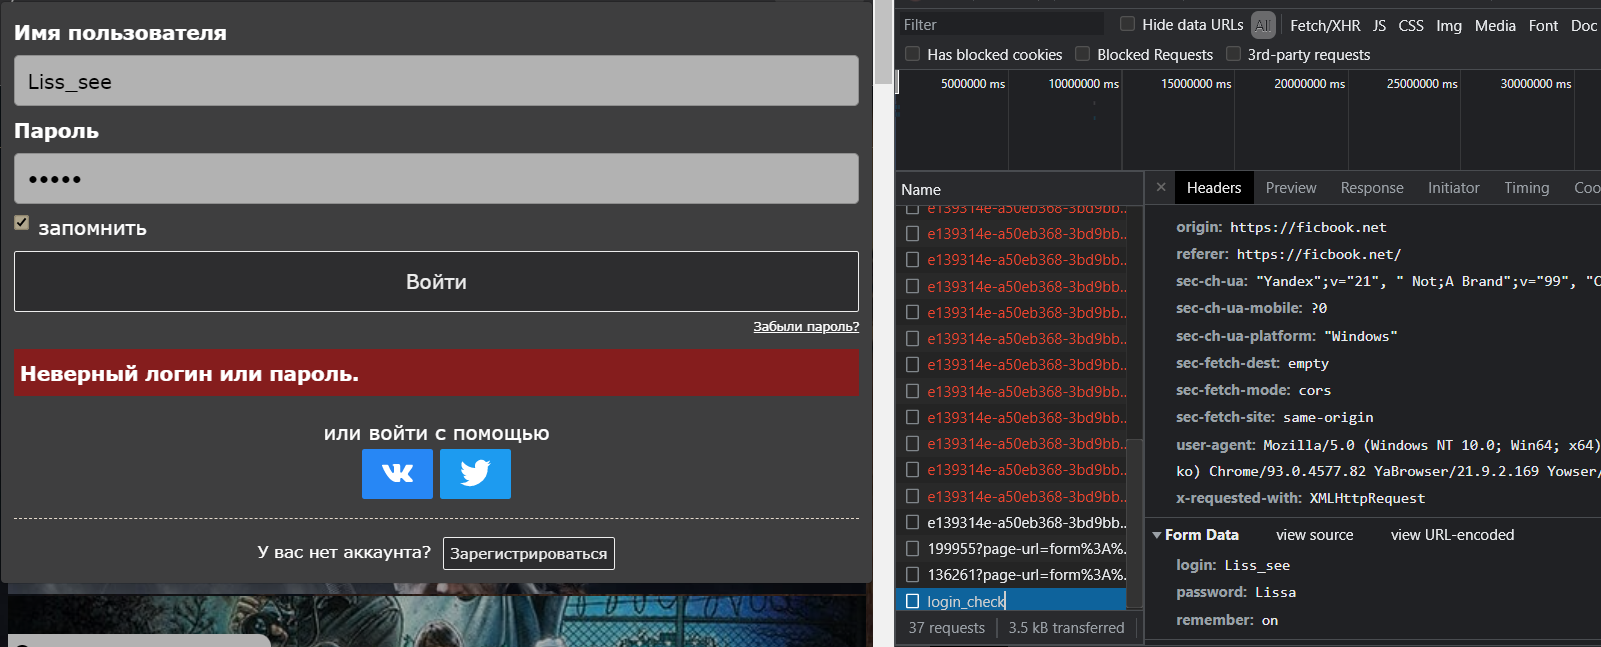 Имя пользователя
Liss_see
Пароль
•••••
запомнить
Войти
Забыли пароль?
Неверный логин или пароль.
или войти с помощью
У вас нет аккаунта? Зарегистрироваться
Filter
Hide data URLs All Fetch/XHR JS CSS Img Media Font Doc
Has blocked cookies Blocked Requests 3rd-party requests
5000000 ms 10000000 ms 15000000 ms 20000000 ms 25000000 ms 30000000 ms
Name
e139314e-a50eb368-3bd9bb..
e139314e-a50eb368-3bd9bb..
e139314e-a50eb368-3bd9bb..
e139314e-a50eb368-3bd9bb..
e139314e-a50eb368-3bd9bb..
e139314e-a50eb368-3bd9bb..
e139314e-a50eb368-3bd9bb..
e139314e-a50eb368-3bd9bb..
e139314e-a50eb368-3bd9bb..
e139314e-a50eb368-3bd9bb..
e139314e-a50eb368-3bd9bb..
e139314e-a50eb368-3bd9bb..
e139314e-a50eb368-3bd9bb..
199955?page-url=form%3A%.
136261?page-url=form%3A%.
login_check
37 requests 3.5 kB transferred
× Headers Preview Response Initiator Timing Coo
origin: https://ficbook.net
referer: https://ficbook.net/
sec-ch-ua: "Yandex";v="21", " Not;A Brand";v="99", "C
sec-ch-ua-mobile: ?0
sec-ch-ua-platform: "Windows"
sec-fetch-dest: empty
sec-fetch-mode: cors
sec-fetch-site: same-origin
user-agent: Mozilla/5.0 (Windows NT 10.0; Win64; x64)
ko) Chrome/93.0.4577.82 YaBrowser/21.9.2.169 Yowser/
x-requested-with: XMLHttpRequest
Form Data view source view URL-encoded
login: Liss_see
password: Lissa
remember: on